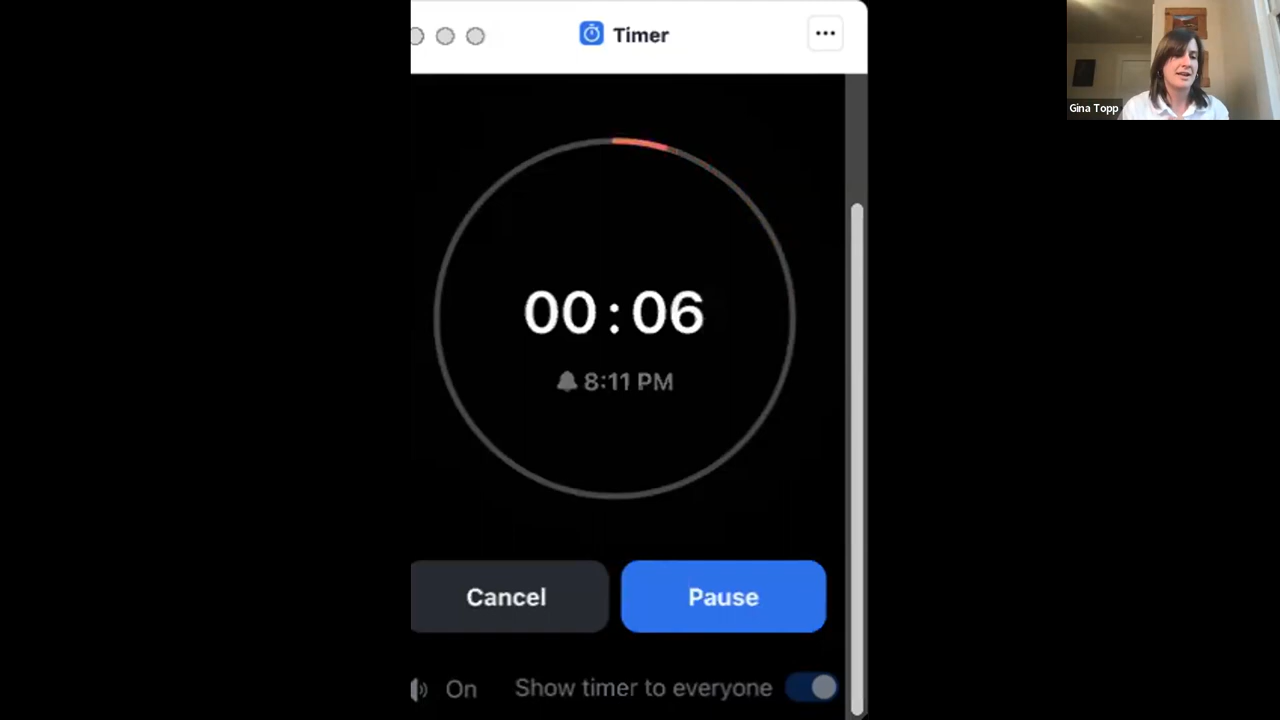 Timer
Gina Topp
00:06
8:11 PM
Cancel
Pause
On
Show timer to everyone